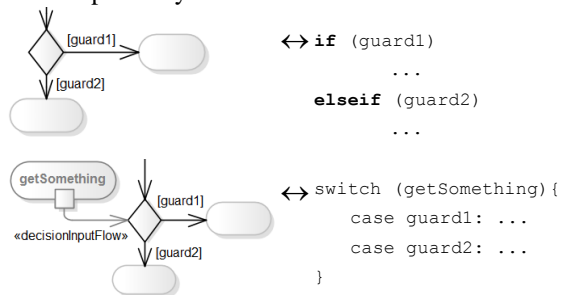 [guard1]
[guard2]
↔ if (guard1)
...
elseif (guard2)
...
getSomething
«decisionInputFlow»
[guard1]
[guard2]
↔ switch (getSomething){
case guard1: ...
case guard2: ...
}